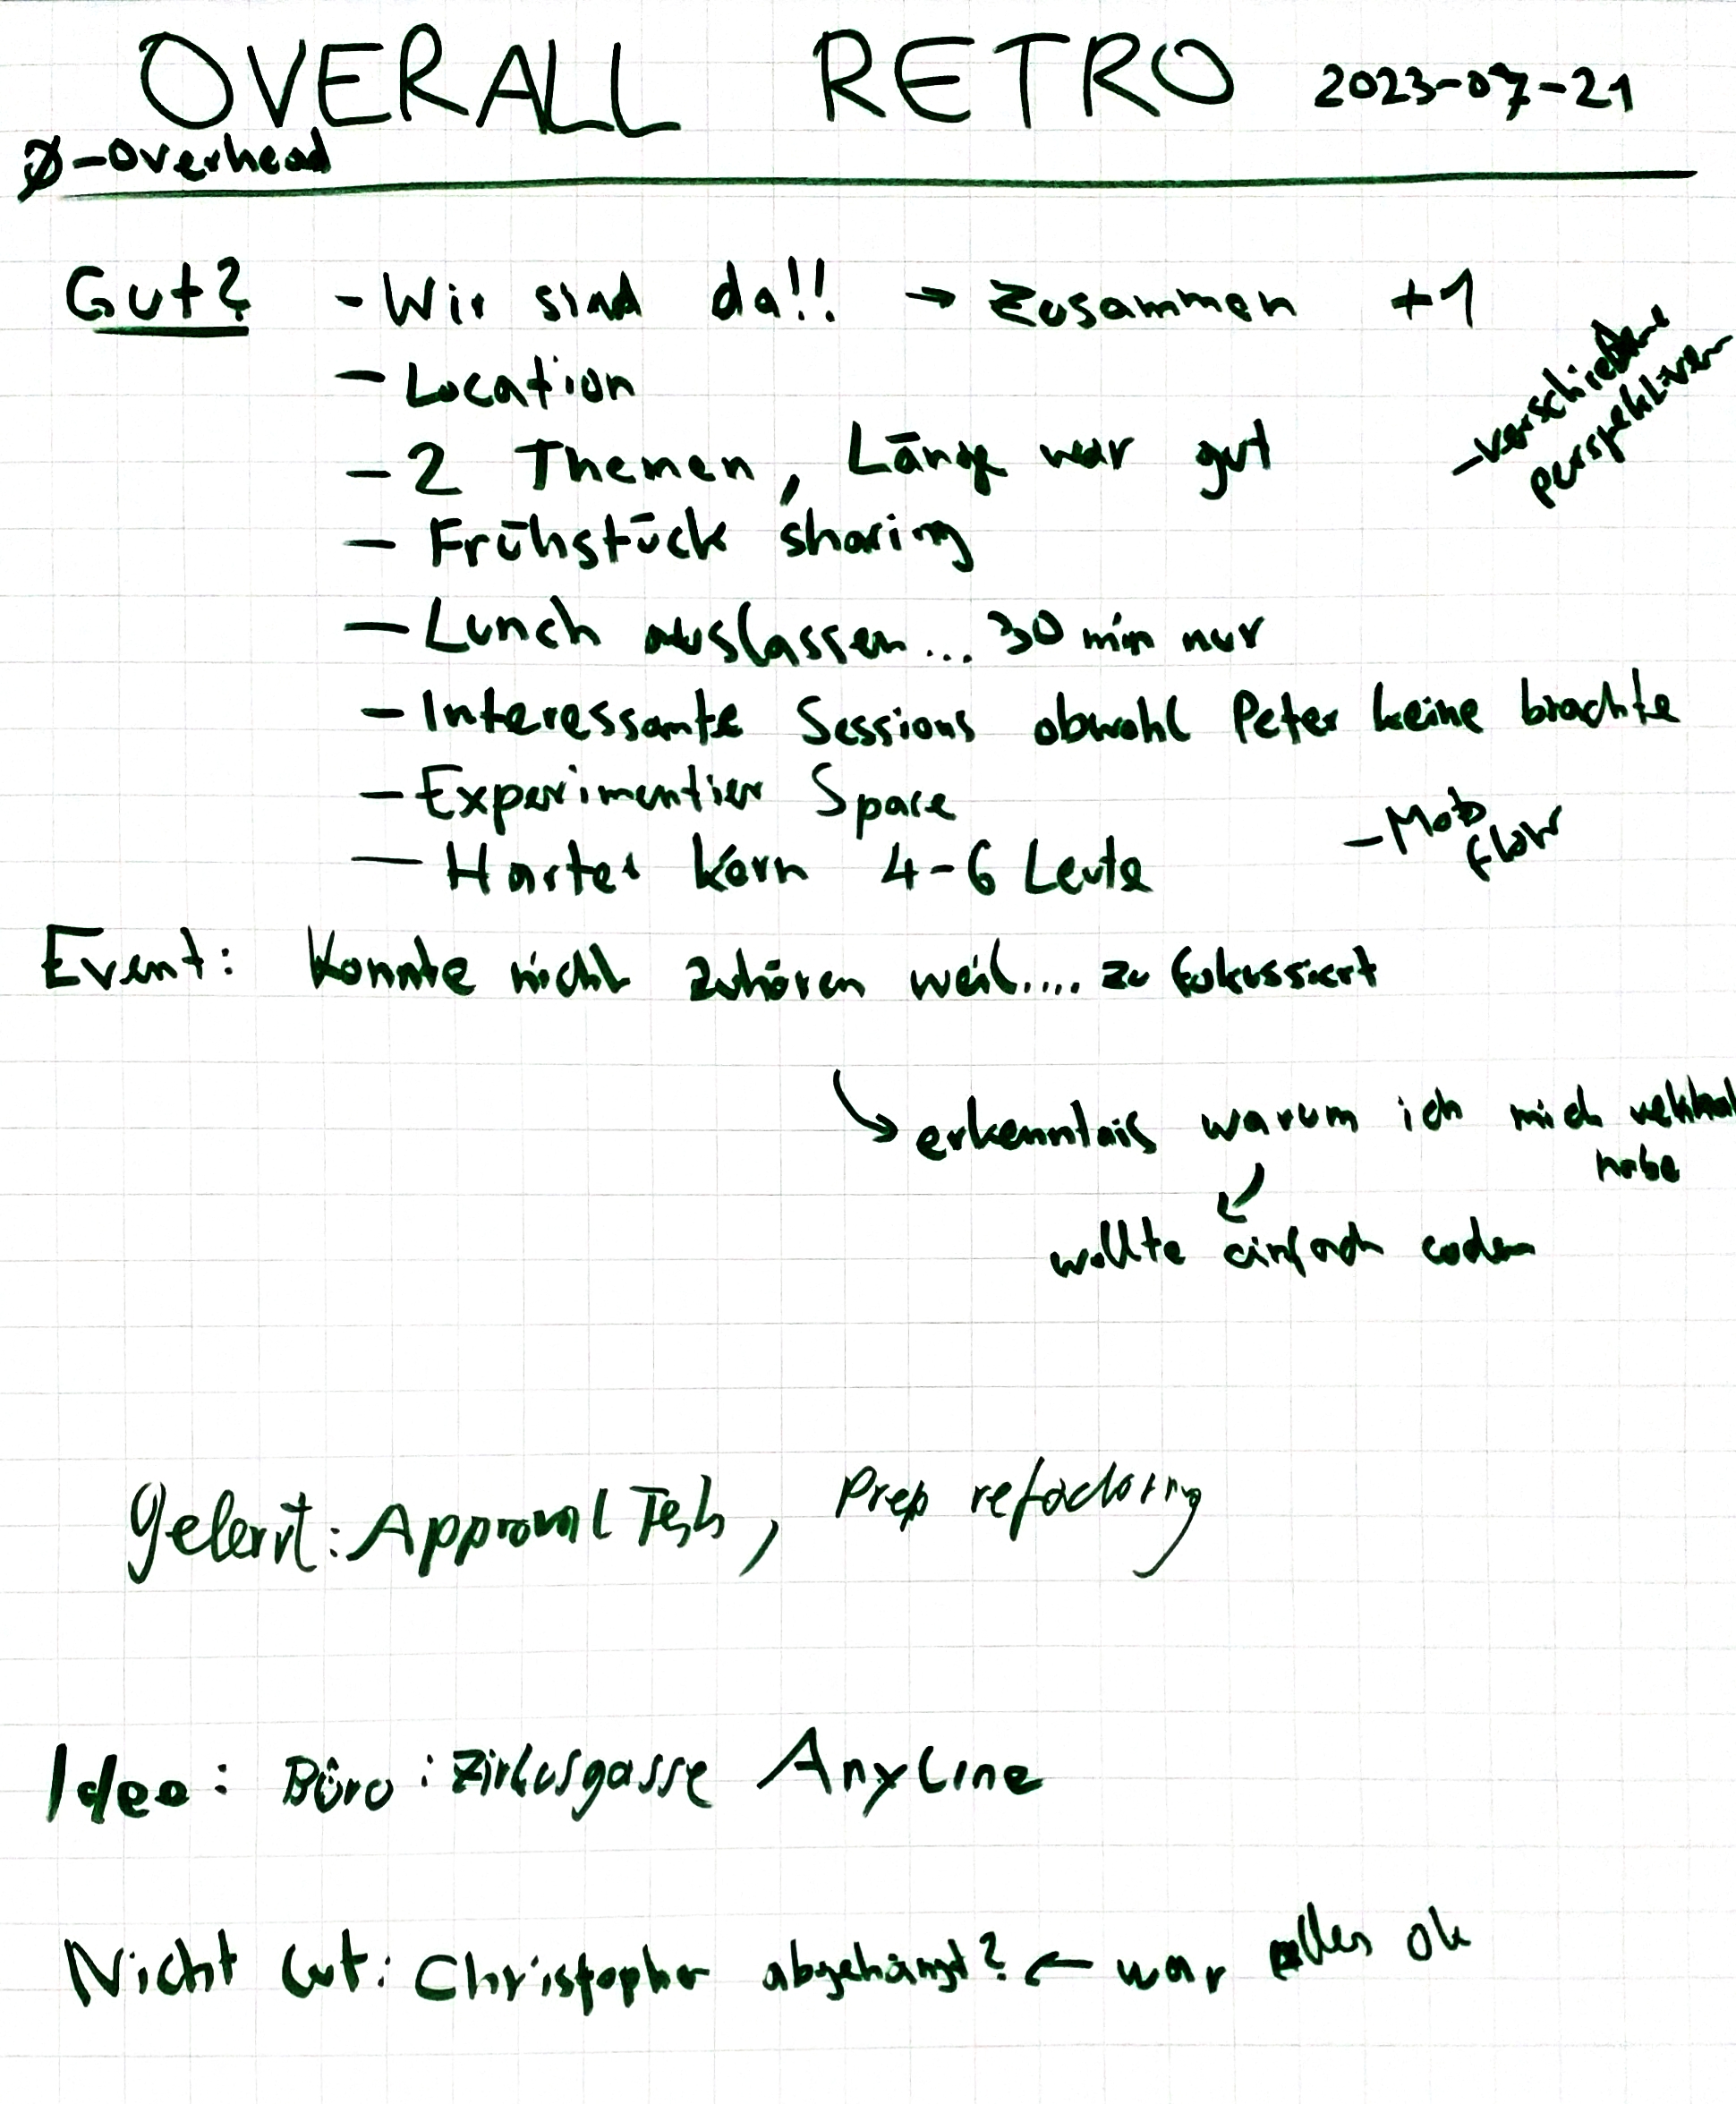 OVERALL RETRO 2023-07-21
Ø-Overhead
Gut? - Wir sind da!! → Zusammen +1
- Location
- verschiedene
perspektiven
- 2 Themen, Länge war gut
- Frühstück sharing
- Lunch auslassen... 30 min nur
- Interessante Sessions obwohl Peter keine brachte
- Experimentier Space
- Mob
flow
- Harter Kern 4-6 Leute
Event: Konnte nicht zuhören weil.... zu fokussiert
↳ erkenntnis warum ich mich
habe
wollte einfach coden
Gelernt: Approval Tests, Prep refactoring
Idee: Büro: Zirkusgasse Anyline
Nicht Gut: Christopher abgehängt? ← war alles ok